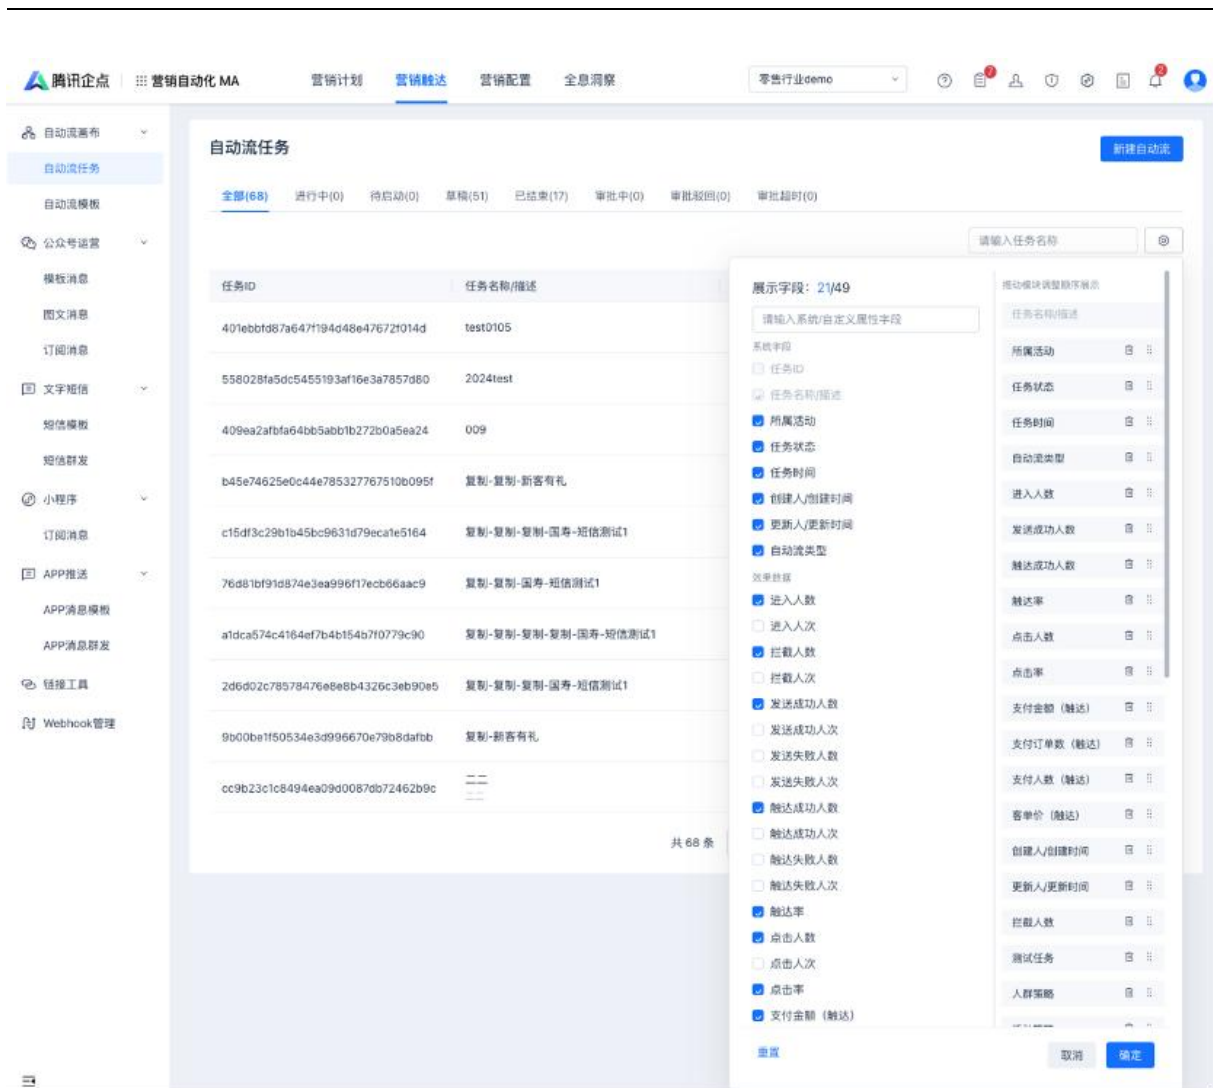 腾讯企点 营销自动化 MA 营销计划 营销触达 营销配置 全息洞察 零售行业demo
自动流画布
自动流任务
自动流模板
公众号运营
模板消息
图文消息
订阅消息
文字短信
短信模板
短信群发
小程序
订阅消息
APP推送
APP消息模板
APP消息群发
链接工具
Webhook管理
自动流任务 新建自动流
全部(68) 进行中(0) 待启动(0) 草稿(51) 已结束(17) 审批中(0) 审批驳回(0) 审批超时(0)
请输入任务名称
任务ID 任务名称/描述
401ebbfd87a647f194d48e47672f014d test0105
558028fa5dc5455193af16e3a7857d80 2024test
409ea2afbfa64bb5abb1b272b0a5ea24 009
b45e74625e0c44e785327767510b095f 复制-复制-新客有礼
c15df3c29b1b45bc9631d79eca1e5164 复制-复制-复制-国寿-短信测试1
76d81bf91d874e3ea996f17ecb66aac9 复制-复制-国寿-短信测试1
a1dca574c4164ef7b4b154b7f0779c90 复制-复制-复制-复制-国寿-短信测试1
2d6d02c78578476e8e8b4326c3eb90e5 复制-复制-复制-国寿-短信测试1
9b00be1f50534e3d996670e79b8dafbb 复制-新客有礼
cc9b23c1c8494ea09d0087db72462b9c 二二
二二
共 68 条
展示字段：21/49
请输入系统/自定义属性字段
系统字段
任务ID
任务名称/描述
所属活动
任务状态
任务时间
创建人/创建时间
更新人/更新时间
自动流类型
效果数据
进入人数
进入人次
拦截人数
拦截人次
发送成功人数
发送成功人次
发送失败人数
发送失败人次
触达成功人数
触达成功人次
触达失败人数
触达失败人次
触达率
点击人数
点击人次
点击率
支付金额（触达）
拖动模块调整顺序展示
任务名称/描述
所属活动
任务状态
任务时间
自动流类型
进入人数
发送成功人数
触达成功人数
触达率
点击人数
点击率
支付金额（触达）
支付订单数（触达）
支付人数（触达）
客单价（触达）
创建人/创建时间
更新人/更新时间
拦截人数
测试任务
人群策略
重置 取消 确定